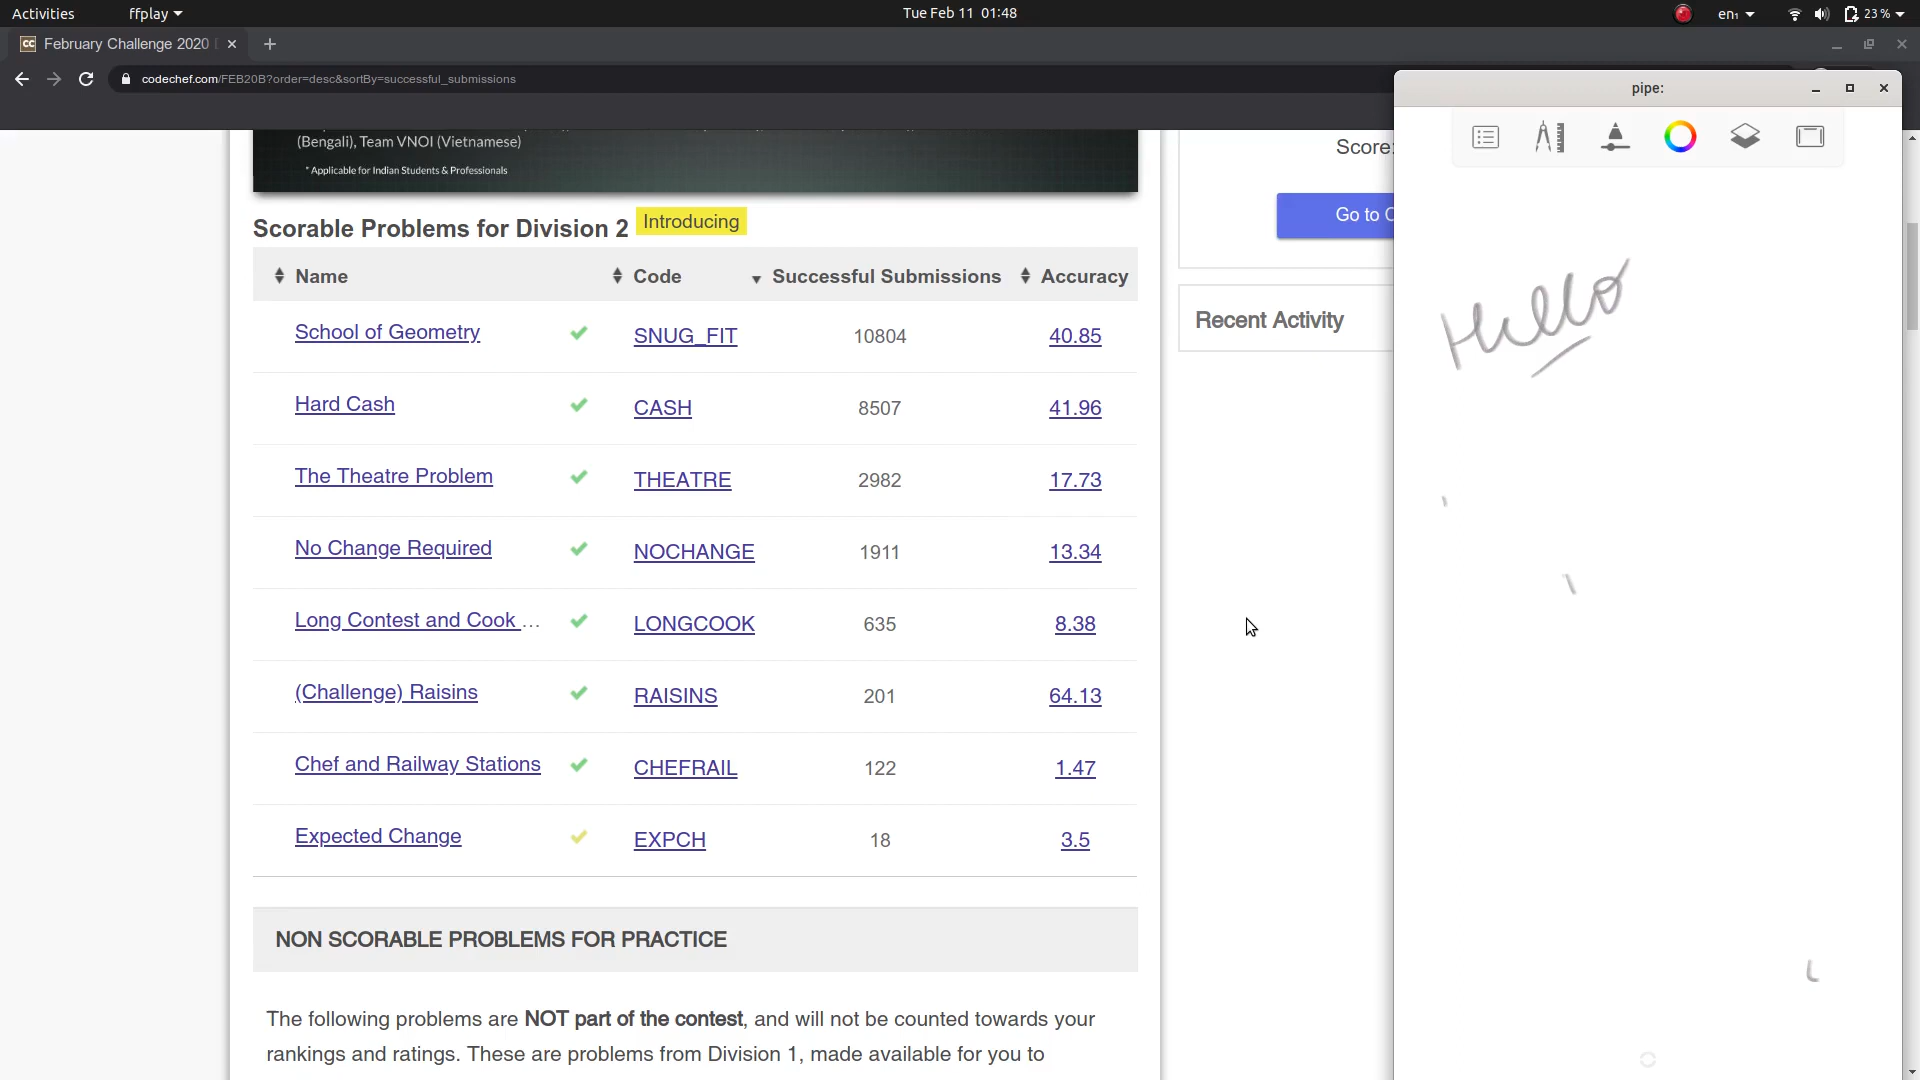 Activities
ffplay
Tue Feb 11 01:48
en₁
23 %
February Challenge 2020
codechef.com/FEB20B?order=desc&sortBy=successful_submissions
pipe:
(Bengali), Team VNOI (Vietnamese)
* Applicable for Indian Students & Professionals
Score:
Go to
Scorable Problems for Division 2 Introducing
Name Code Successful Submissions Accuracy
School of Geometry SNUG_FIT 10804 40.85
Hard Cash CASH 8507 41.96
The Theatre Problem THEATRE 2982 17.73
No Change Required NOCHANGE 1911 13.34
Long Contest and Cook ... LONGCOOK 635 8.38
(Challenge) Raisins RAISINS 201 64.13
Chef and Railway Stations CHEFRAIL 122 1.47
Expected Change EXPCH 18 3.5
NON SCORABLE PROBLEMS FOR PRACTICE
The following problems are NOT part of the contest, and will not be counted towards your
rankings and ratings. These are problems from Division 1, made available for you to
Recent Activity
Hello